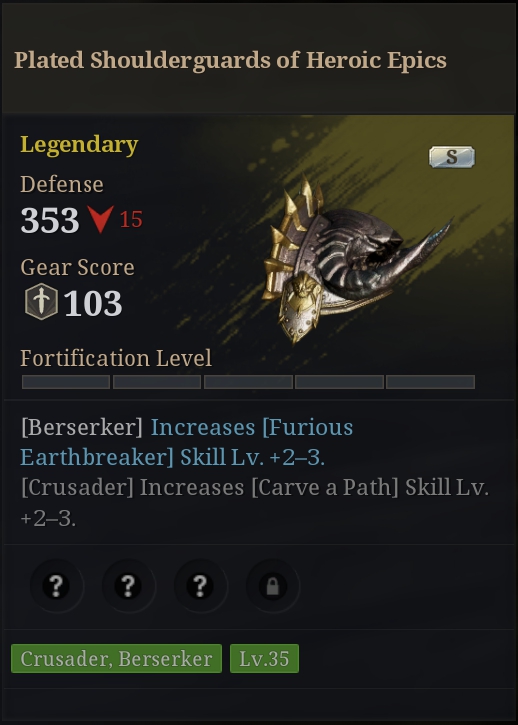 Plated Shoulderguards of Heroic Epics
Legendary
S
Defense
353 15
Gear Score
103
Fortification Level
[Berserker] Increases [Furious
Earthbreaker] Skill Lv. +2–3.
[Crusader] Increases [Carve a Path] Skill Lv.
+2–3.
? ? ?
Crusader, Berserker Lv.35